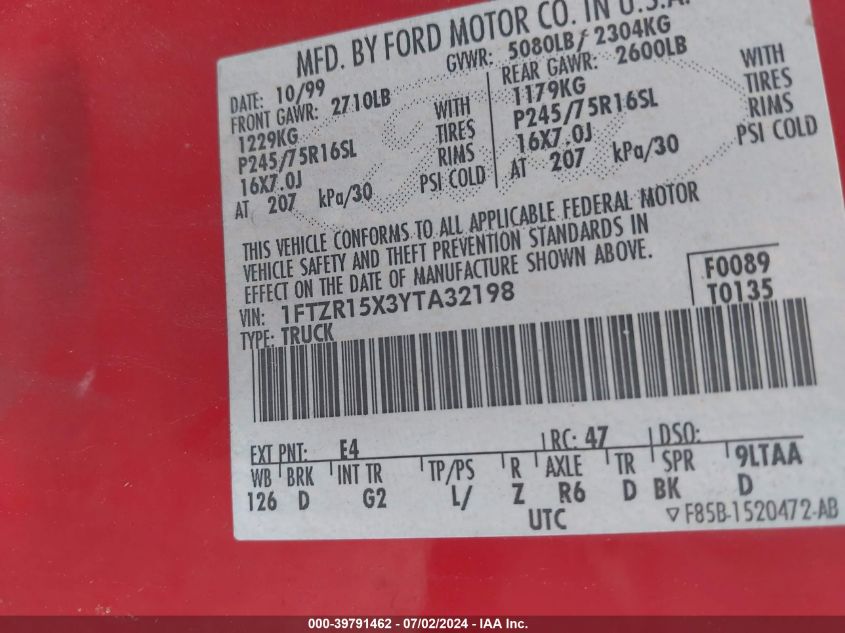 MFD. BY FORD MOTOR CO. IN U.S.A.
DATE: 10/99 GVWR: 5080LB/ 2304KG
FRONT GAWR: 2710LB REAR GAWR: 2600LB
1229KG WITH 1179KG WITH
P245/75R16SL TIRES P245/75R16SL TIRES
16X7.0J RIMS 16X7.0J RIMS
AT 207 kPa/30 PSI COLD AT 207 kPa/30 PSI COLD
THIS VEHICLE CONFORMS TO ALL APPLICABLE FEDERAL MOTOR
VEHICLE SAFETY AND THEFT PREVENTION STANDARDS IN
EFFECT ON THE DATE OF MANUFACTURE SHOWN ABOVE.
VIN: 1FTZR15X3YTA32198 F0089
TYPE: TRUCK T0135
EXT PNT: E4 RC: 47 DSO:
WB BRK INT TR TP/PS R AXLE TR SPR 9LTAA
126 D G2 L/ Z R6 D BK D
UTC ▽F85B-1520472-AB
000-39791462 - 07/02/2024 - IAA Inc.